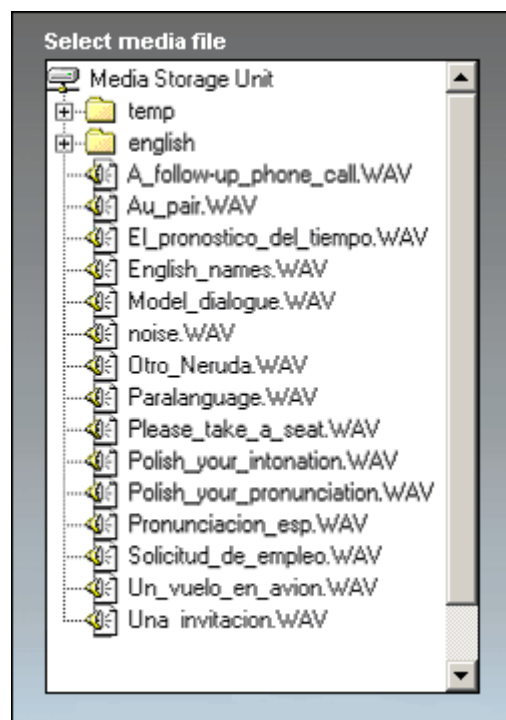 Select media file
Media Storage Unit
temp
english
A_follow-up_phone_call.WAV
Au_pair.WAV
El_pronostico_del_tiempo.WAV
English_names.WAV
Model_dialogue.WAV
noise.WAV
Otro_Neruda.WAV
Paralanguage.WAV
Please_take_a_seat.WAV
Polish_your_intonation.WAV
Polish_your_pronunciation.WAV
Pronunciacion_esp.WAV
Solicitud_de_empleo.WAV
Un_vuelo_en_avion.WAV
Una invitacion.WAV